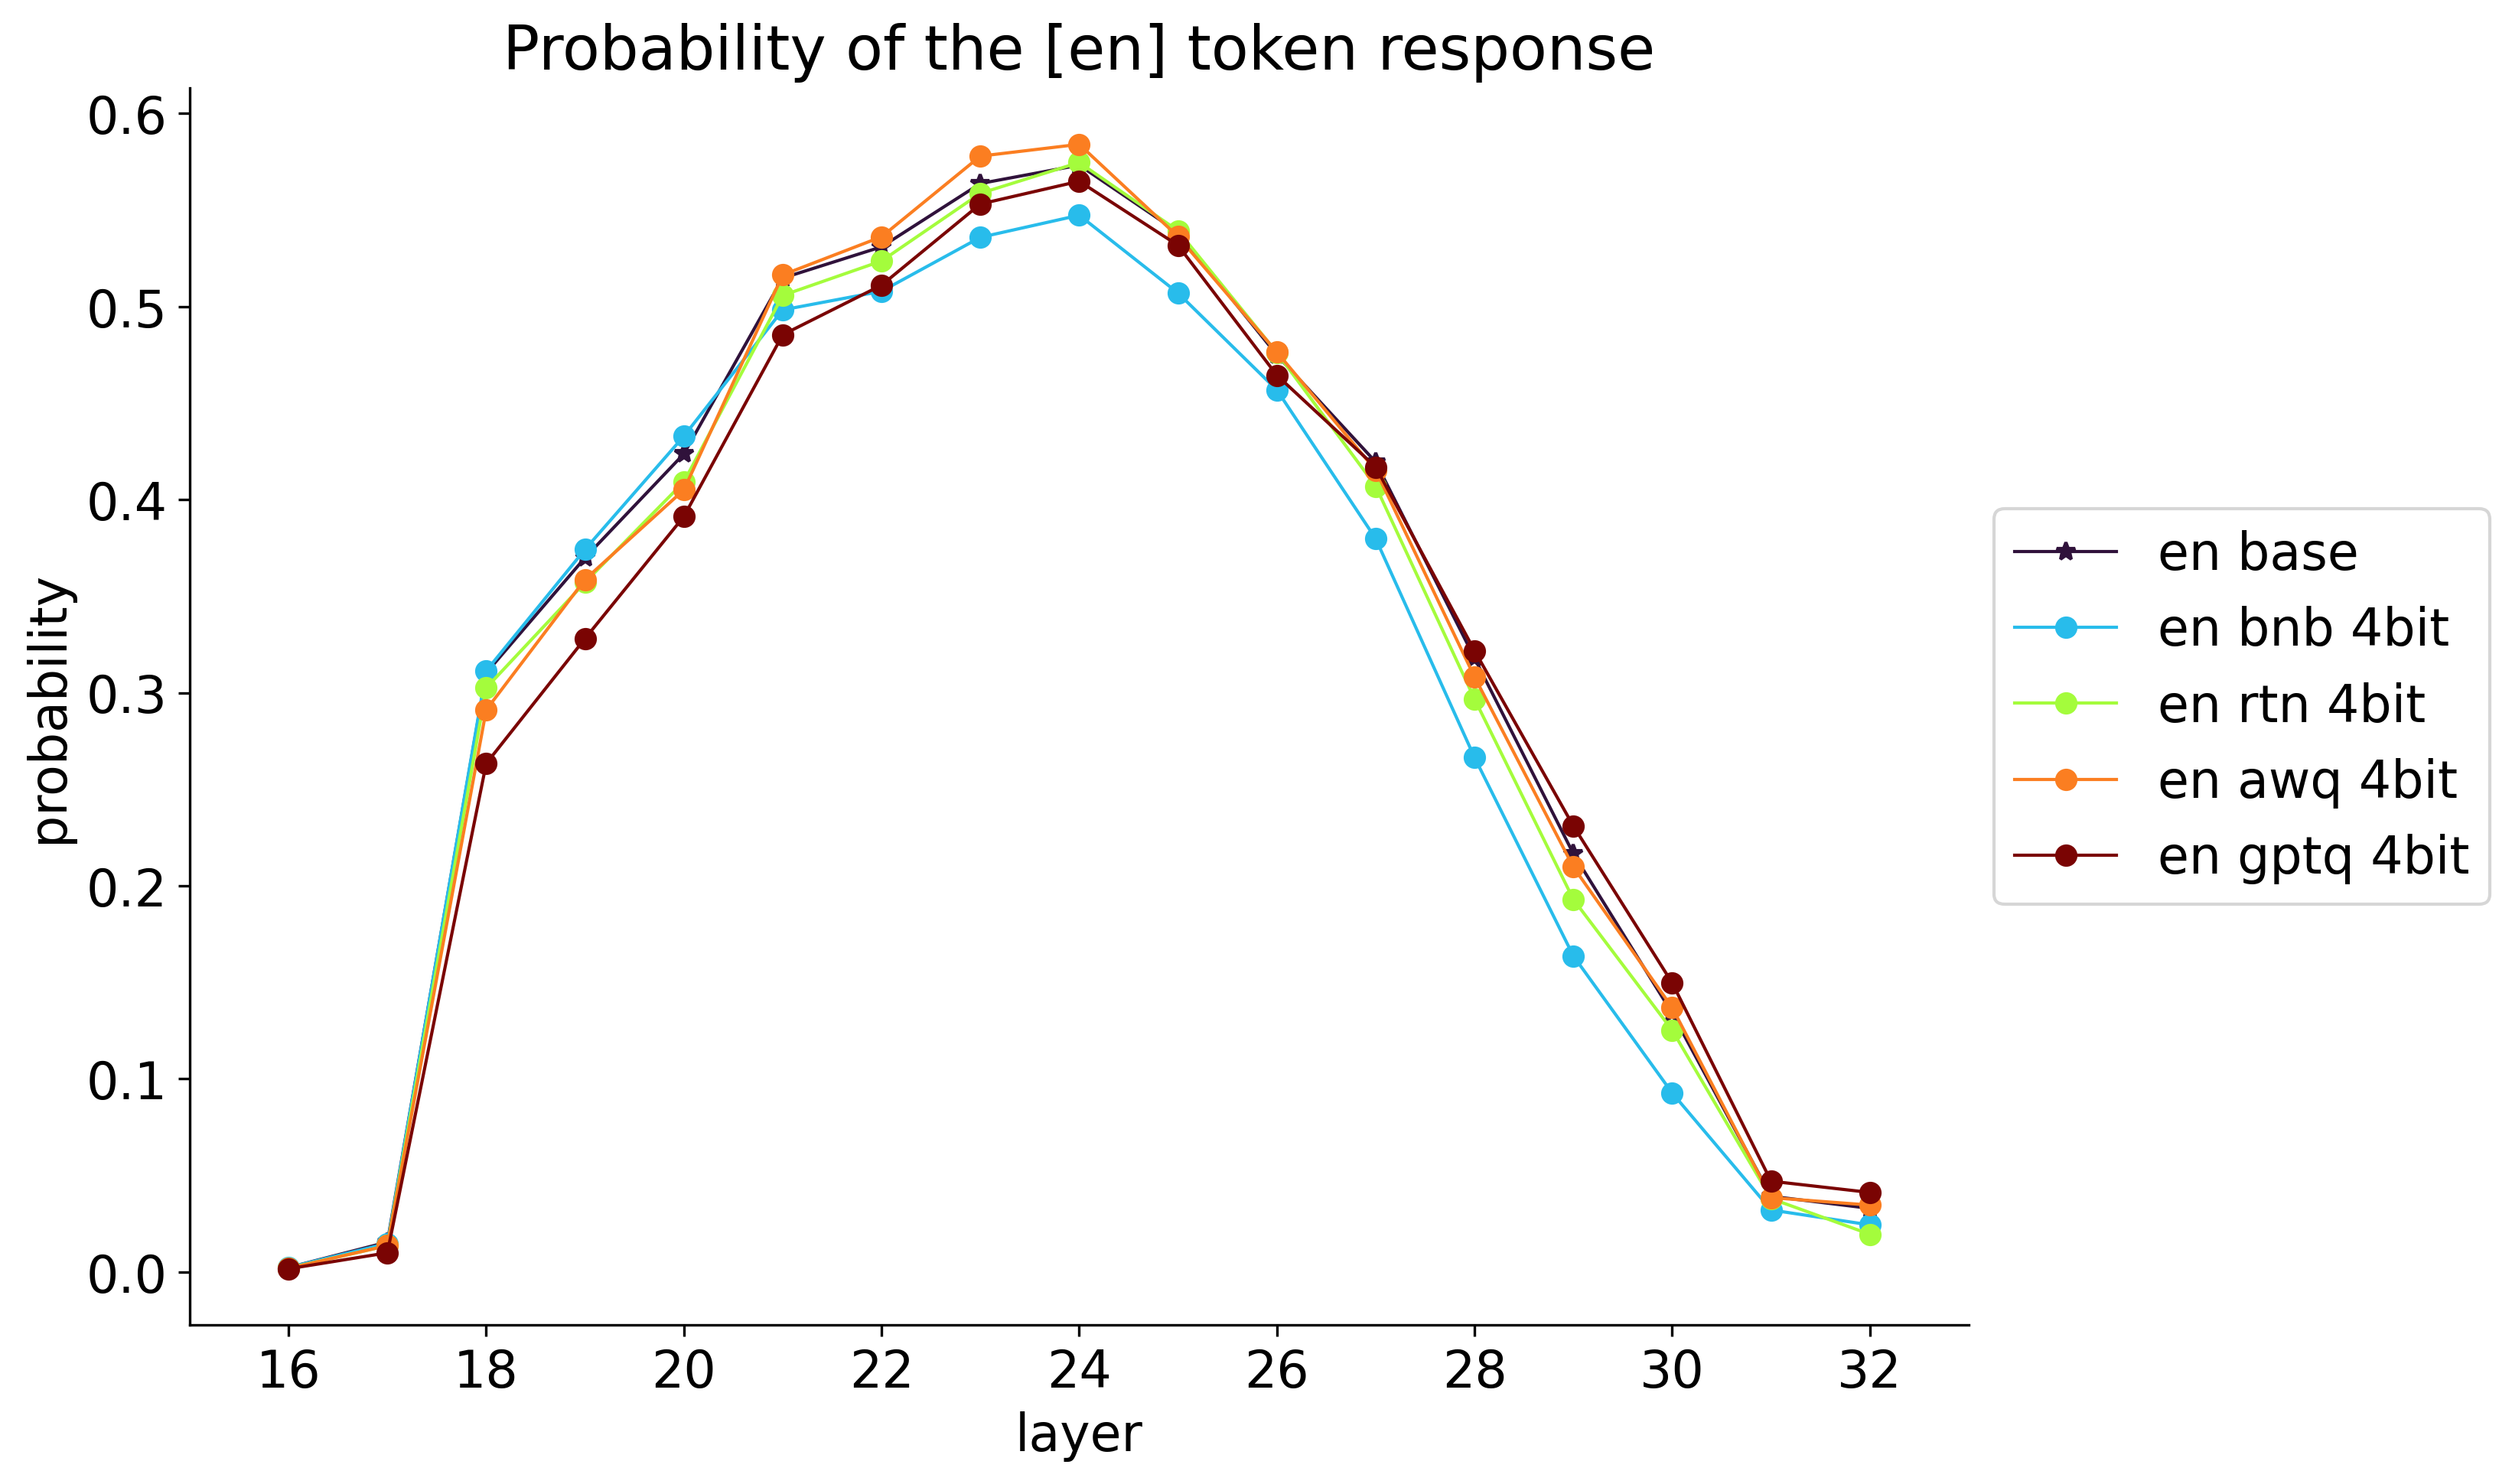 Probability of the [en] token response
0.6
0.5
0.4
0.3
0.2
0.1
0.0
probability
16 18 20 22 24 26 28 30 32
layer
en base
en bnb 4bit
en rtn 4bit
en awq 4bit
en gptq 4bit